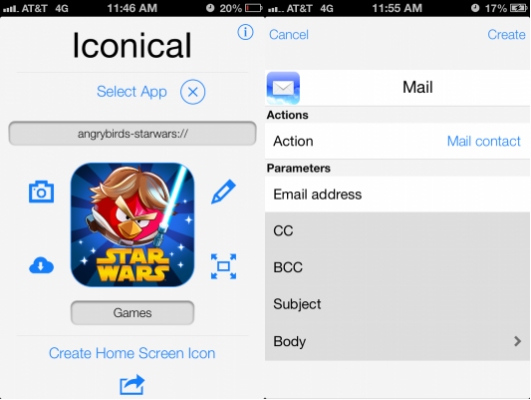 AT&T 4G 11:46 AM 20%
Iconical
Select App
angrybirds-starwars://
STAR
WARS
Games
Create Home Screen Icon
AT&T 4G 11:55 AM 17%
Cancel Create
Mail
Actions
Action Mail contact
Parameters
Email address
CC
BCC
Subject
Body